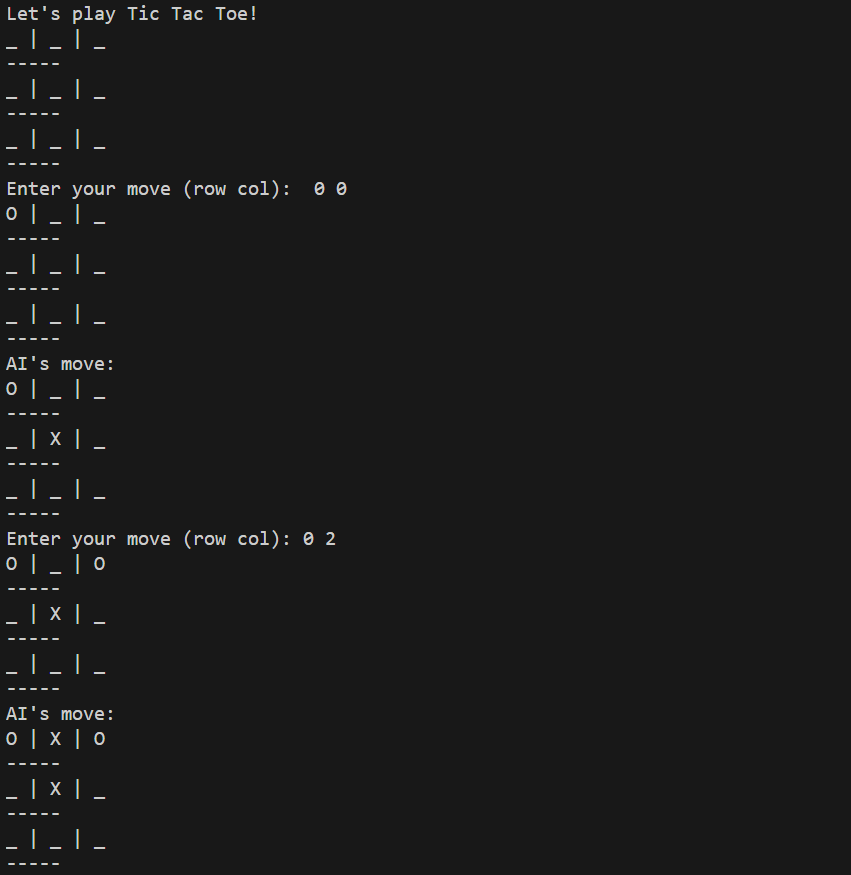 Let's play Tic Tac Toe!
_ | _ | _
-----
_ | _ | _
-----
_ | _ | _
-----
Enter your move (row col):  0 0
O | _ | _
-----
_ | _ | _
-----
_ | _ | _
-----
AI's move:
O | _ | _
-----
_ | X | _
-----
_ | _ | _
-----
Enter your move (row col): 0 2
O | _ | O
-----
_ | X | _
-----
_ | _ | _
-----
AI's move:
O | X | O
-----
_ | X | _
-----
_ | _ | _
-----